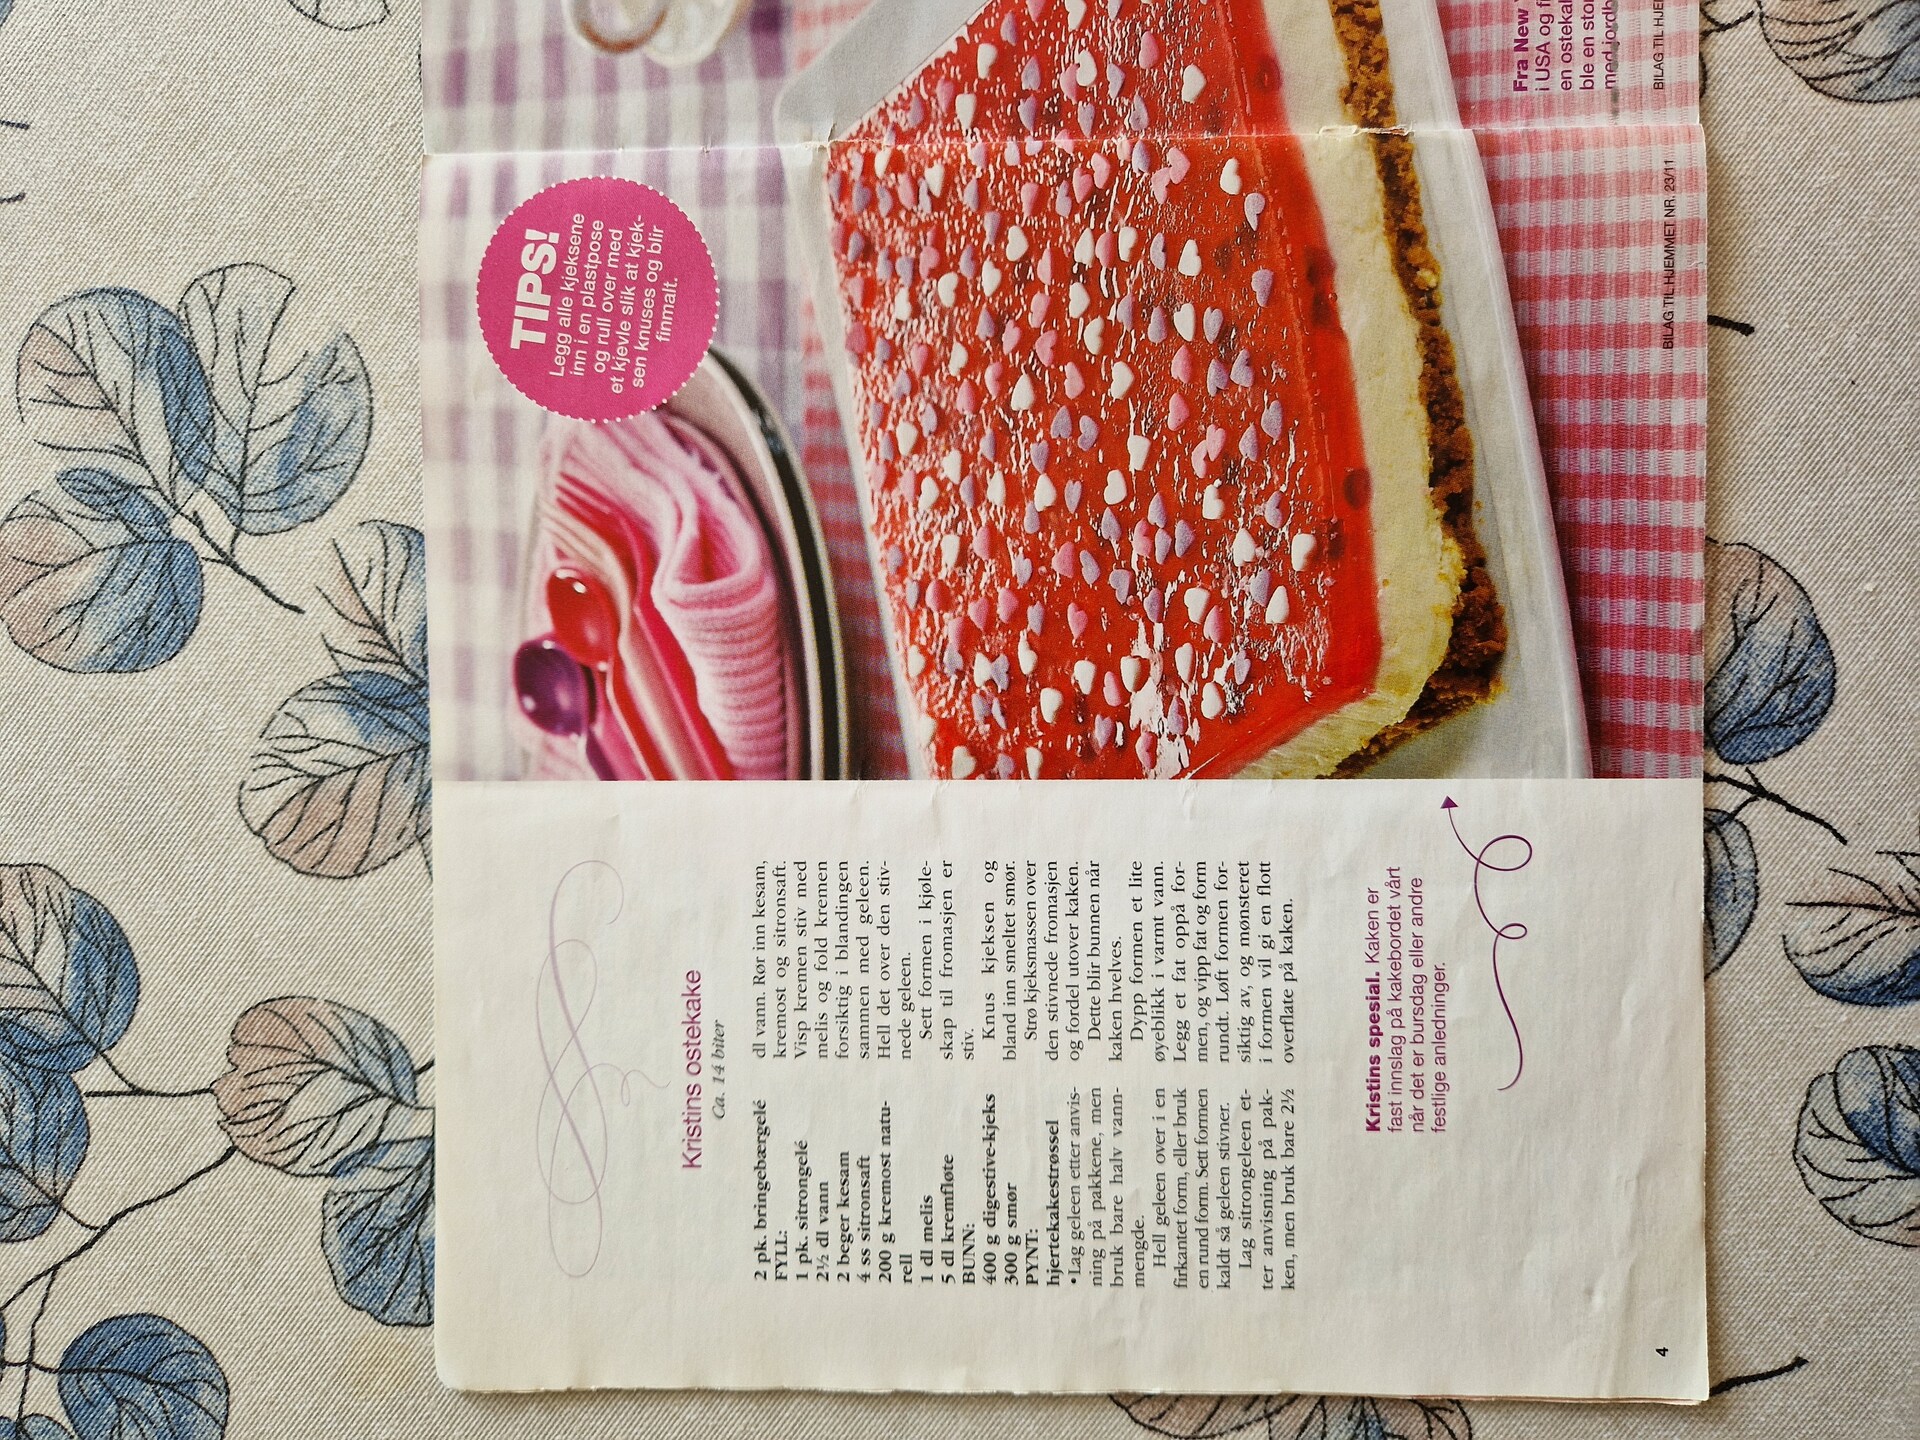 Kristins ostekake
Ca. 14 biter
2 pk. bringebærgelé
FYLL:
1 pk. sitrongelé
2½ dl vann
2 beger kesam
4 ss sitronsaft
200 g kremost natu-
rell
1 dl melis
5 dl kremfløte
BUNN:
400 g digestive-kjeks
300 g smør
PYNT:
hjertekakestrøssel
•Lag geleen etter anvis-
ning på pakkene, men
bruk bare halv vann-
mengde.
Hell geleen over i en
firkantet form, eller bruk
en rund form. Sett formen
kaldt så geleen stivner.
Lag sitrongeleen et-
ter anvisning på pak-
ken, men bruk bare 2½
dl vann. Rør inn kesam,
kremost og sitronsaft.
Visp kremen stiv med
melis og fold kremen
forsiktig i blandingen
sammen med geleen.
Hell det over den stiv-
nede geleen.
Sett formen i kjøle-
skap til fromasjen er
stiv.
Knus kjeksen og
bland inn smeltet smør.
Strø kjeksmassen over
den stivnede fromasjen
og fordel utover kaken.
Dette blir bunnen når
kaken hvelves.
Dypp formen et lite
øyeblikk i varmt vann.
Legg et fat oppå for-
men, og vipp fat og form
rundt. Løft formen for-
siktig av, og mønsteret
i formen vil gi en flott
overflate på kaken.
Kristins spesial. Kaken er
fast innslag på kakebordet vårt
når det er bursdag eller andre
festlige anledninger.
4
TIPS!
Legg alle kjeksene
inn i en plastpose
og rull over med
et kjevle slik at kjek-
sen knuses og blir
finmalt.
BILAG TIL HJEMMET NR. 23/11
Fra New
i USA og
en
ble en
med
BILAG TIL